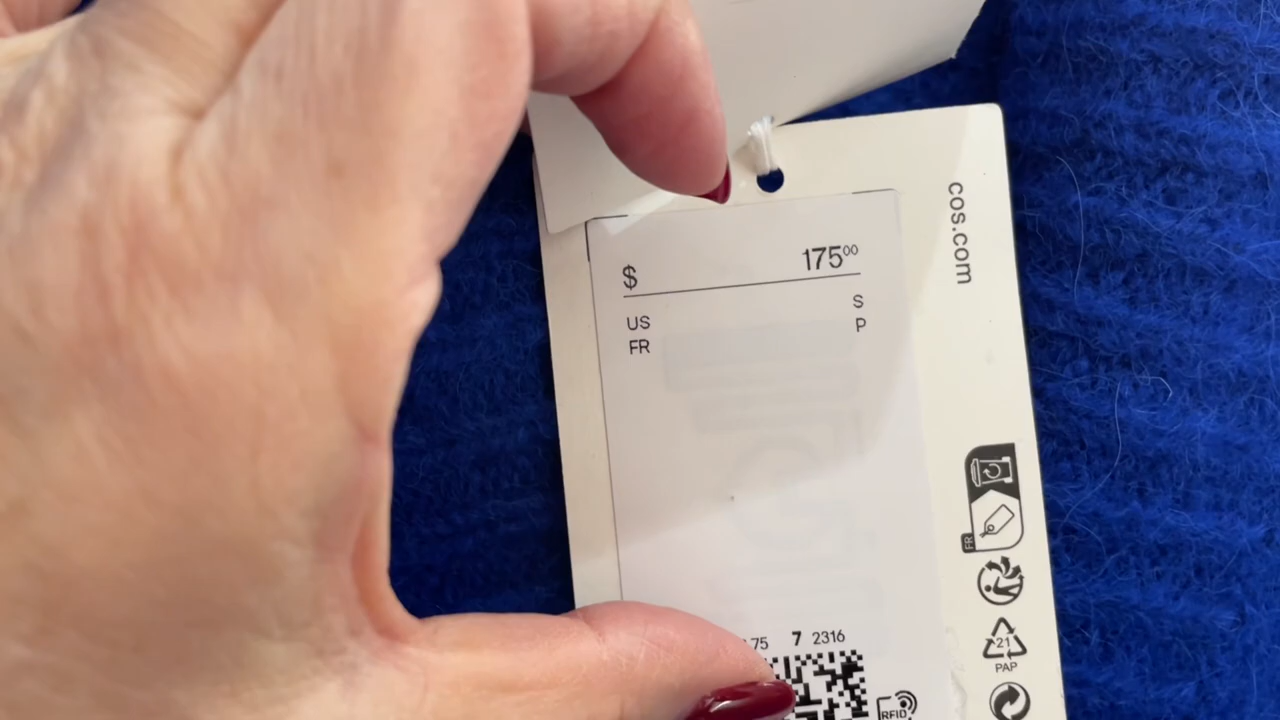 $ 175⁰⁰
US S
FR P
cos.com
FR
75 7 2316
21
PAP
RFID